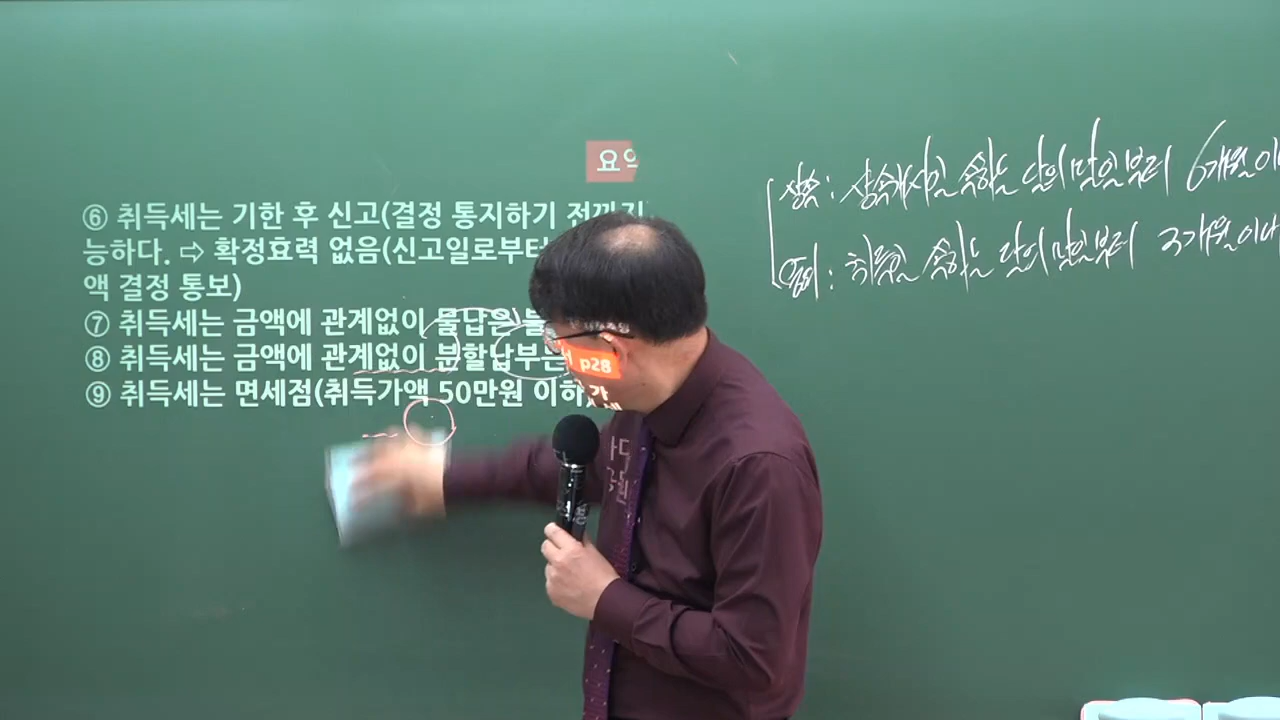 요
⑥ 취득세는 기한 후 신고(결정 통지하기 전까지
능하다. ⇨ 확정효력 없음(신고일로부터
액 결정 통보)
⑦ 취득세는 금액에 관계없이 물납은 불
⑧ 취득세는 금액에 관계없이 분할납부는
⑨ 취득세는 면세점(취득가액 50만원 이하)가
p28
상속: 상속개시일 속하는 달의 말일부터 6개월 이
증여: 취득일 속하는 달의 말일부터 3개월 이내